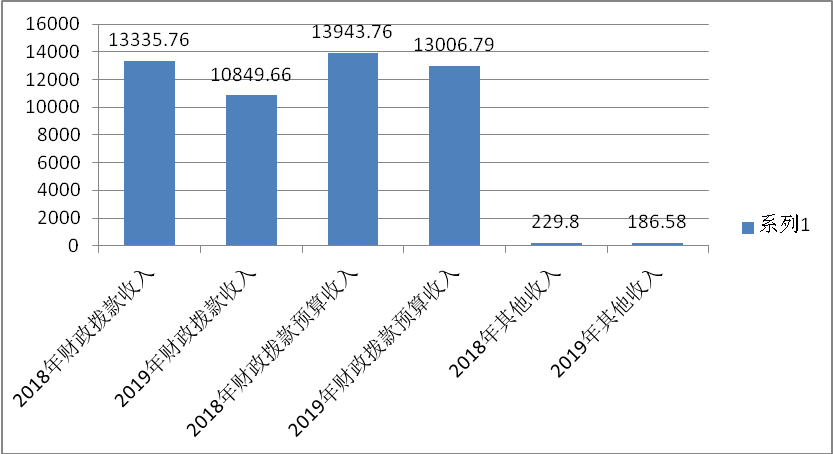 16000
14000
12000
10000
8000
6000
4000
2000
0
13335.76
10849.66
13943.76
13006.79
229.8
186.58
2018年财政拨款收入
2019年财政拨款收入
2018年财政拨款预算收入
2019年财政拨款预算收入
2018年其他收入
2019年其他收入
系列1